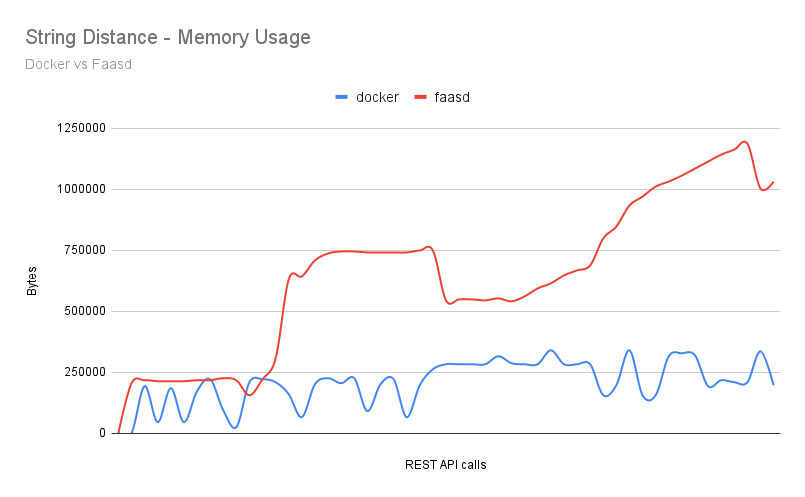 String Distance - Memory Usage
Docker vs Faasd
docker faasd
1250000
1000000
750000
500000
250000
0
Bytes
REST API calls